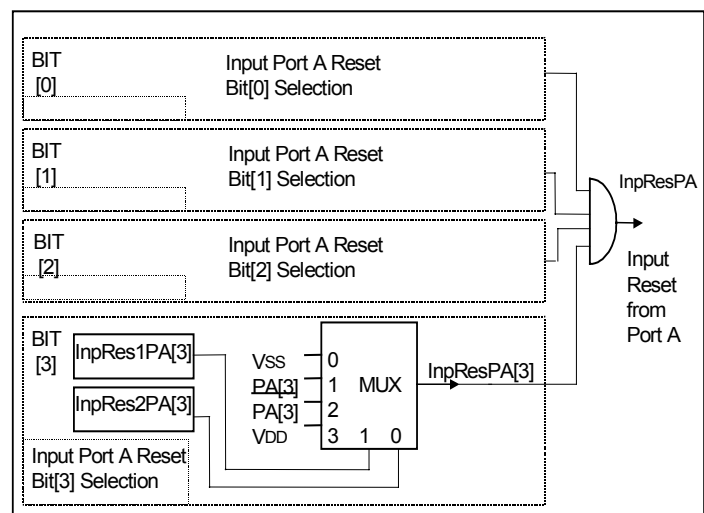 BIT
[0]
Input Port A Reset
Bit[0] Selection
BIT
[1]
Input Port A Reset
Bit[1] Selection
BIT
[2]
Input Port A Reset
Bit[2] Selection
InpResPA
Input
Reset
from
Port A
BIT
[3]
InpRes1PA[3]
InpRes2PA[3]
VSS 0
PA[3] 1
PA[3] 2
VDD 3 1 0
MUX
InpResPA[3]
Input Port A Reset
Bit[3] Selection